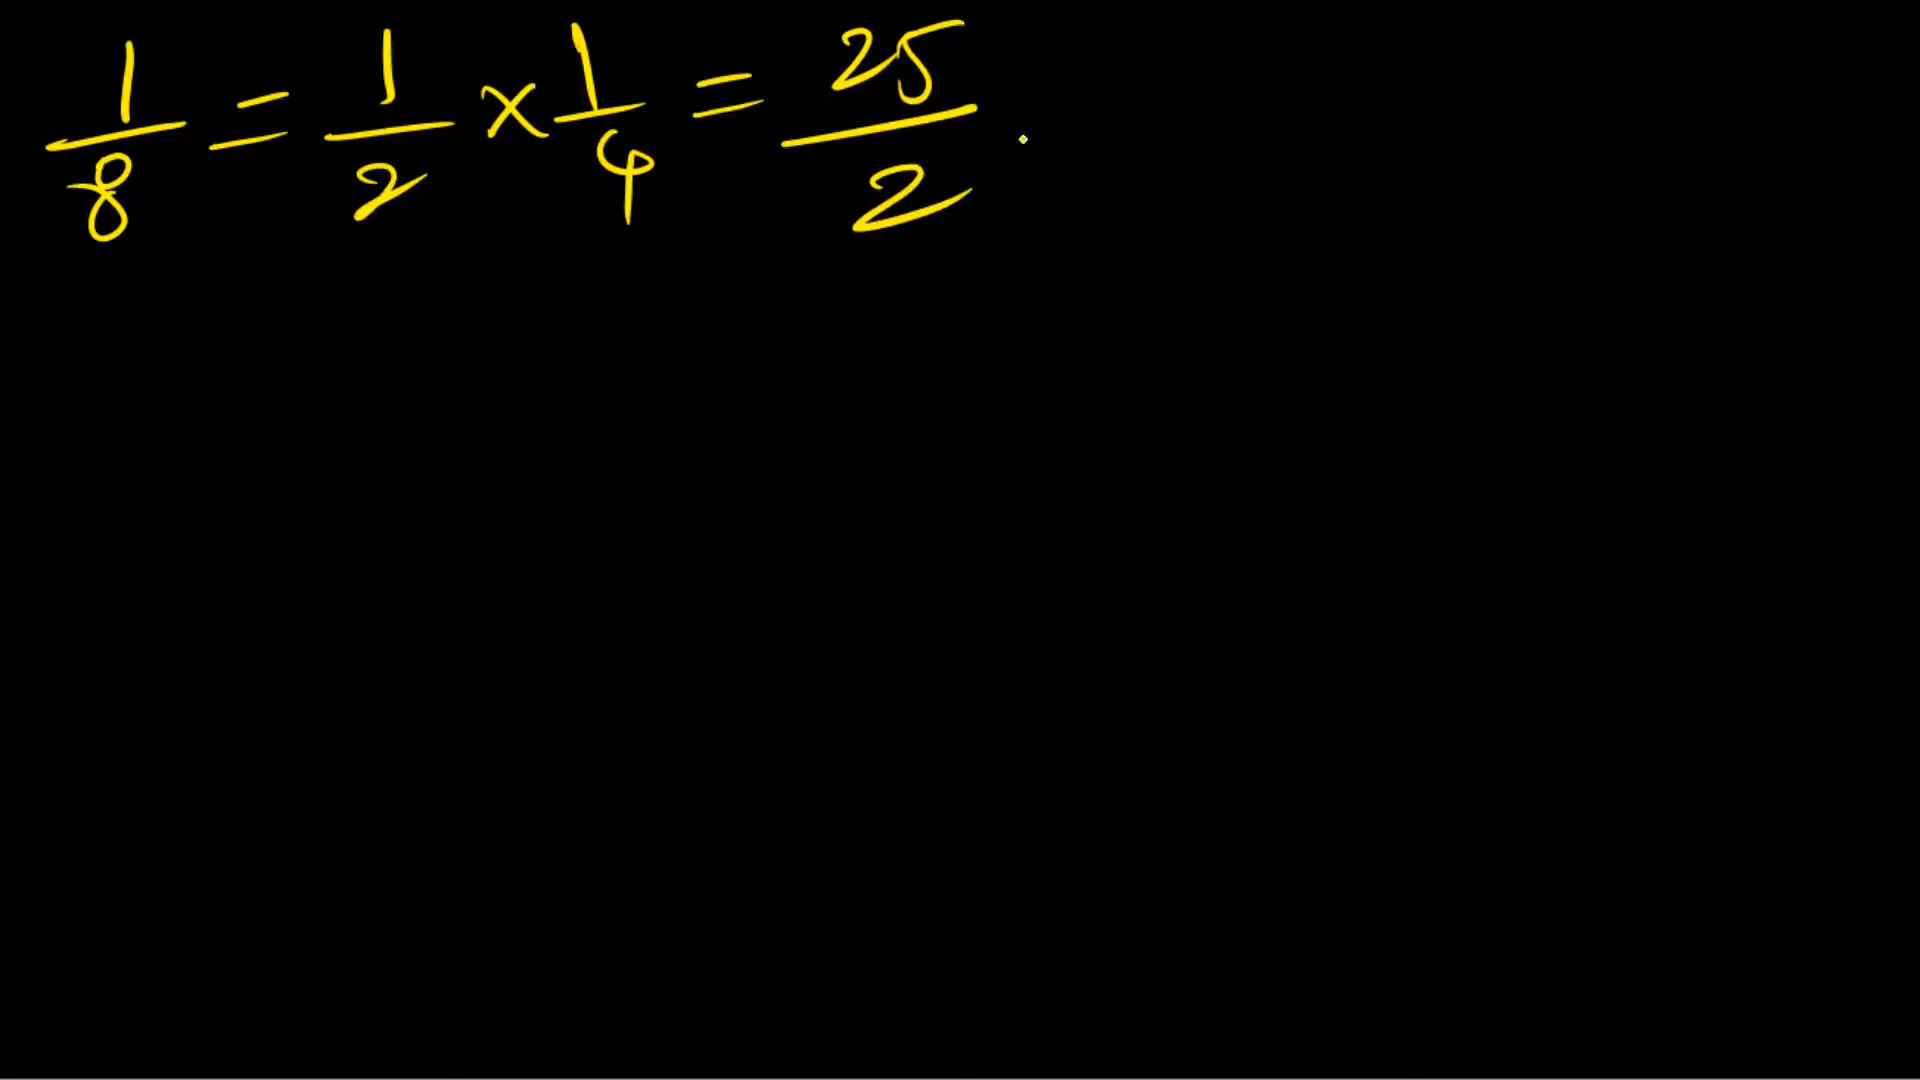 1/8 = 1/2 × 1/4 = 25/2